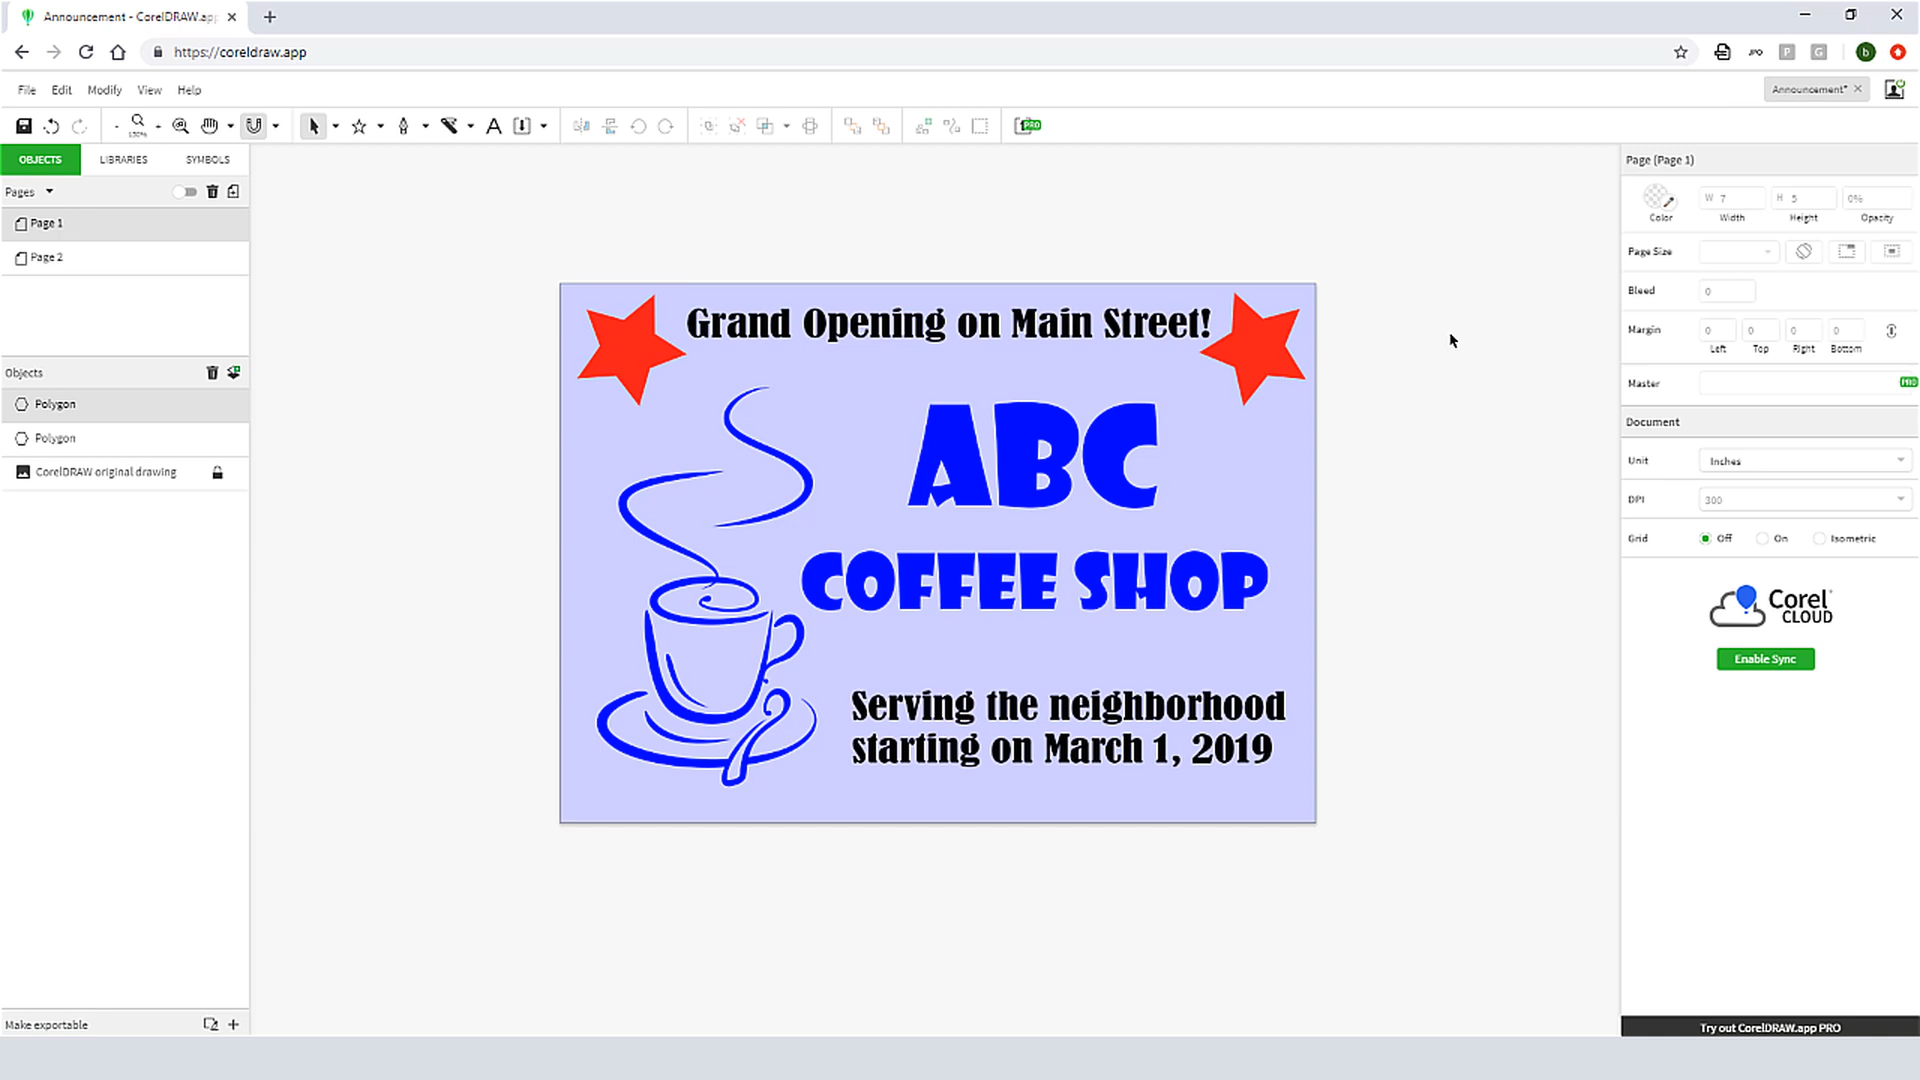 Announcement - CorelDRAW.app
https://coreldraw.app
File Edit Modify View Help
Announcement*
130%
PRO
OBJECTS LIBRARIES SYMBOLS
Pages
Page 1
Page 2
Objects
Polygon
Polygon
CorelDRAW original drawing
Make exportable
Grand Opening on Main Street!
ABC
COFFEE SHOP
Serving the neighborhood
starting on March 1, 2019
Page (Page 1)
W 7 H 5 0%
Color Width Height Opacity
Page Size
Bleed 0
Margin 0 0 0 0
Left Top Right Bottom
Master PRO
Document
Unit Inches
DPI 300
Grid Off On Isometric
Corel
CLOUD
Enable Sync
Try out CorelDRAW.app PRO